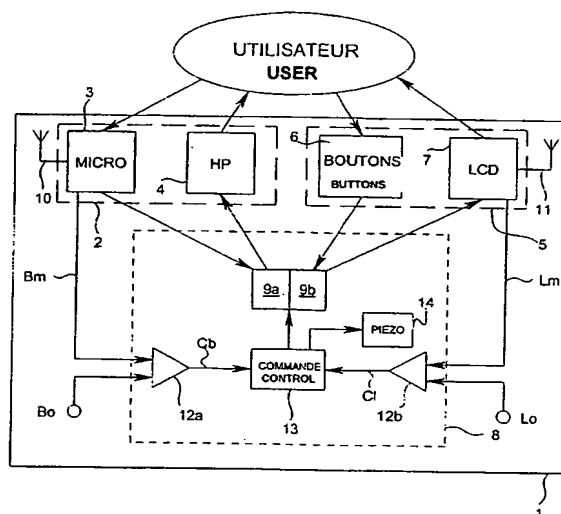 UTILISATEUR
USER
3
MICRO
HP
4
6
BOUTONS
BUTTONS
7
LCD
10
2
5
11
Bm
9a
9b
Lm
14
PIEZO
Cb
COMMANDE
CONTROL
Cl
12a
13
12b
Bo
Lo
8
1